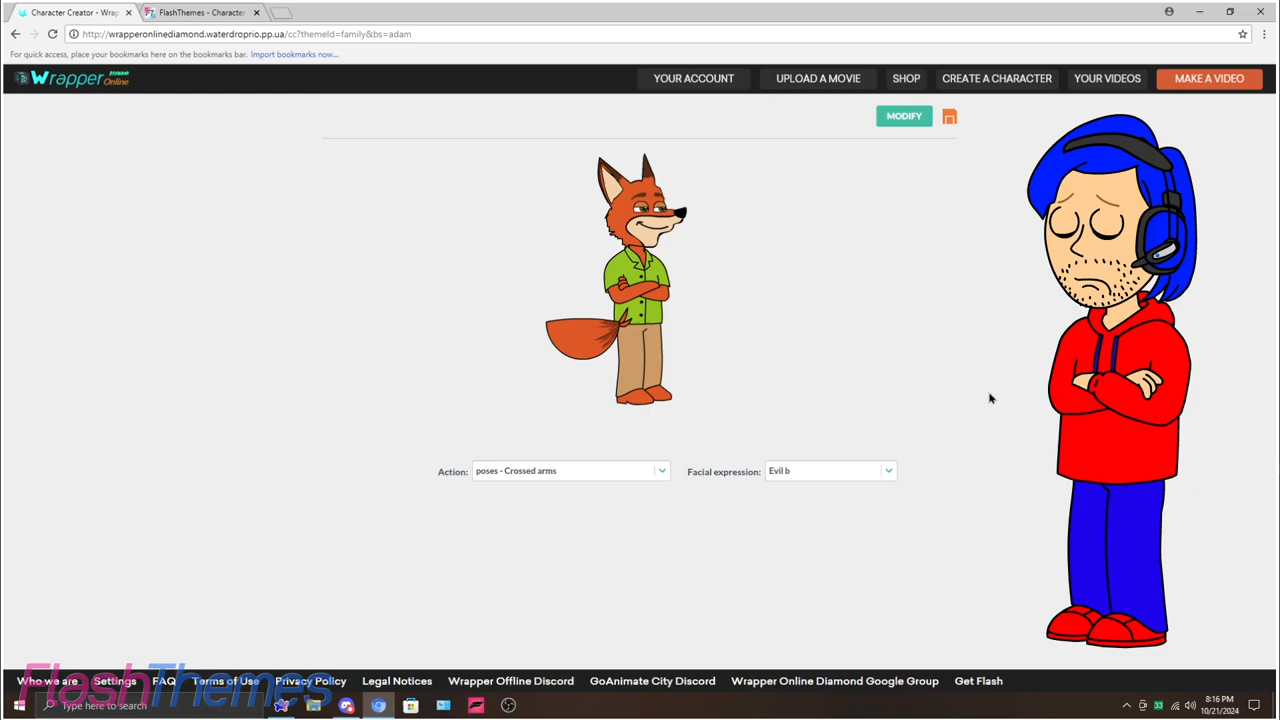 Character Creator - Wrap
FlashThemes - Character
http://wrapperonlinediamond.waterdroprio.pp.ua/cc?themeId=family&bs=adam
For quick access, place your bookmarks here on the bookmarks bar. Import bookmarks now...
Wrapper Online
YOUR ACCOUNT
UPLOAD A MOVIE
SHOP
CREATE A CHARACTER
YOUR VIDEOS
MAKE A VIDEO
MODIFY
Action: poses - Crossed arms
Facial expression: Evil b
Who we are Settings FAQ Terms of Use Privacy Policy Legal Notices Wrapper Offline Discord GoAnimate City Discord Wrapper Online Diamond Google Group Get Flash
FlashThemes
Type here to search
33
8:16 PM
10/21/2024